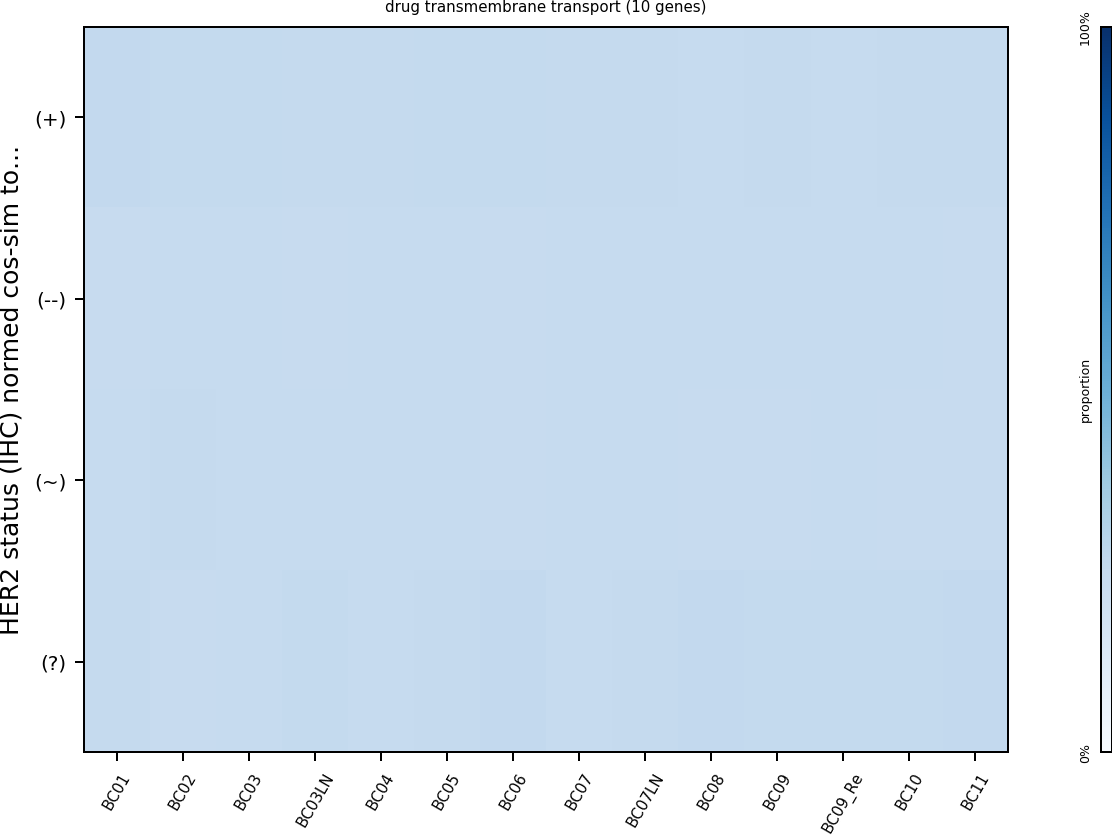 drug transmembrane transport (10 genes)
HER2 status (IHC) normed cos-sim to...
(+)
(--)
(~)
(?)
BC01
BC02
BC03
BC03LN
BC04
BC05
BC06
BC07
BC07LN
BC08
BC09
BC09_Re
BC10
BC11
100%
proportion
0%